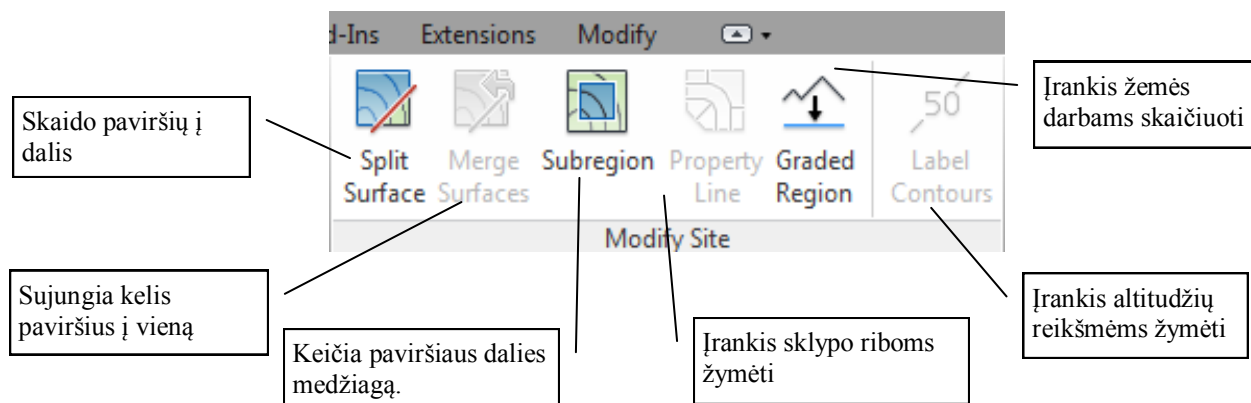 d-Ins Extensions Modify
Skaido paviršių į
dalis
Split
Surface
Merge
Surfaces
Subregion
Property
Line
Graded
Region
50
Label
Contours
Modify Site
Įrankis žemės
darbams skaičiuoti
Sujungia kelis
paviršius į vieną
Keičia paviršiaus dalies
medžiagą.
Įrankis sklypo riboms
žymėti
Įrankis altitudžių
reikšmėms žymėti